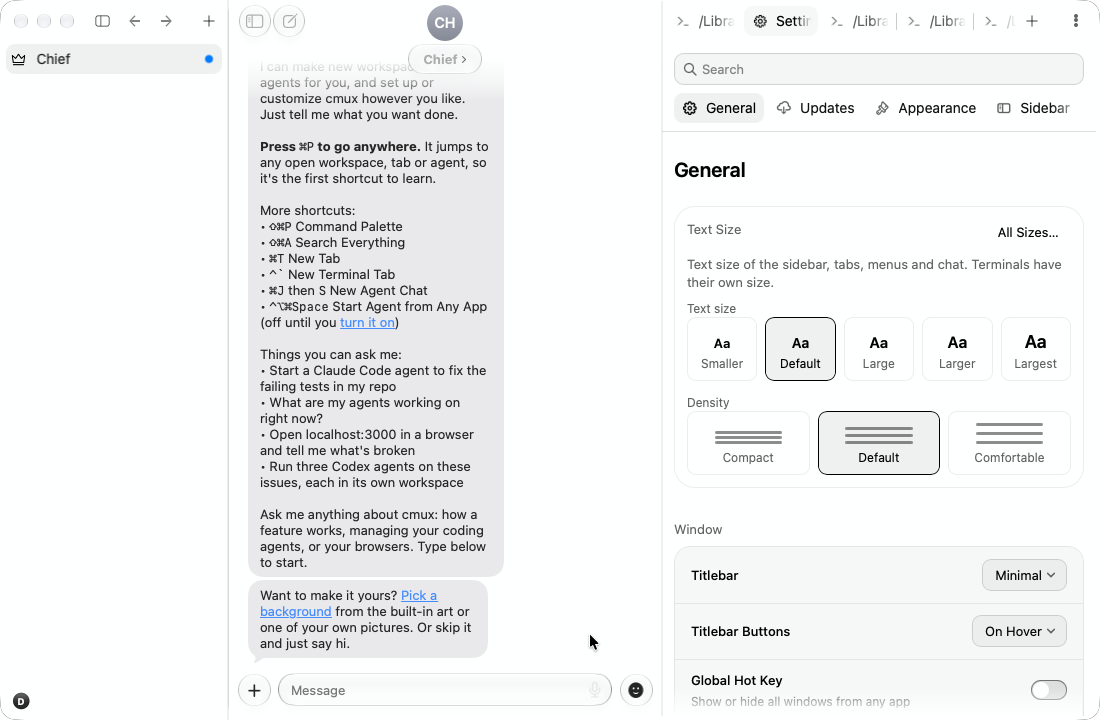 Chief
CH
Chief ›
I can make new workspac
agents for you, and set up or
customize cmux however you like.
Just tell me what you want done.
Press ⌘P to go anywhere. It jumps to
any open workspace, tab or agent, so
it's the first shortcut to learn.
More shortcuts:
• ⇧⌘P Command Palette
• ⇧⌘A Search Everything
• ⌘T New Tab
• ^` New Terminal Tab
• ⌘J then S New Agent Chat
• ^⌥⌘Space Start Agent from Any App
(off until you turn it on)
Things you can ask me:
• Start a Claude Code agent to fix the
failing tests in my repo
• What are my agents working on
right now?
• Open localhost:3000 in a browser
and tell me what's broken
• Run three Codex agents on these
issues, each in its own workspace
Ask me anything about cmux: how a
feature works, managing your coding
agents, or your browsers. Type below
to start.
Want to make it yours? Pick a
background from the built-in art or
one of your own pictures. Or skip it
and just say hi.
Message
D
/Libra
Settin
/Libra
/Libra
Search
General
Updates
Appearance
Sidebar
General
Text Size
All Sizes...
Text size of the sidebar, tabs, menus and chat. Terminals have
their own size.
Text size
Aa Aa Aa Aa Aa
Smaller Default Large Larger Largest
Density
Compact Default Comfortable
Window
Titlebar
Minimal
Titlebar Buttons
On Hover
Global Hot Key
Show or hide all windows from any app